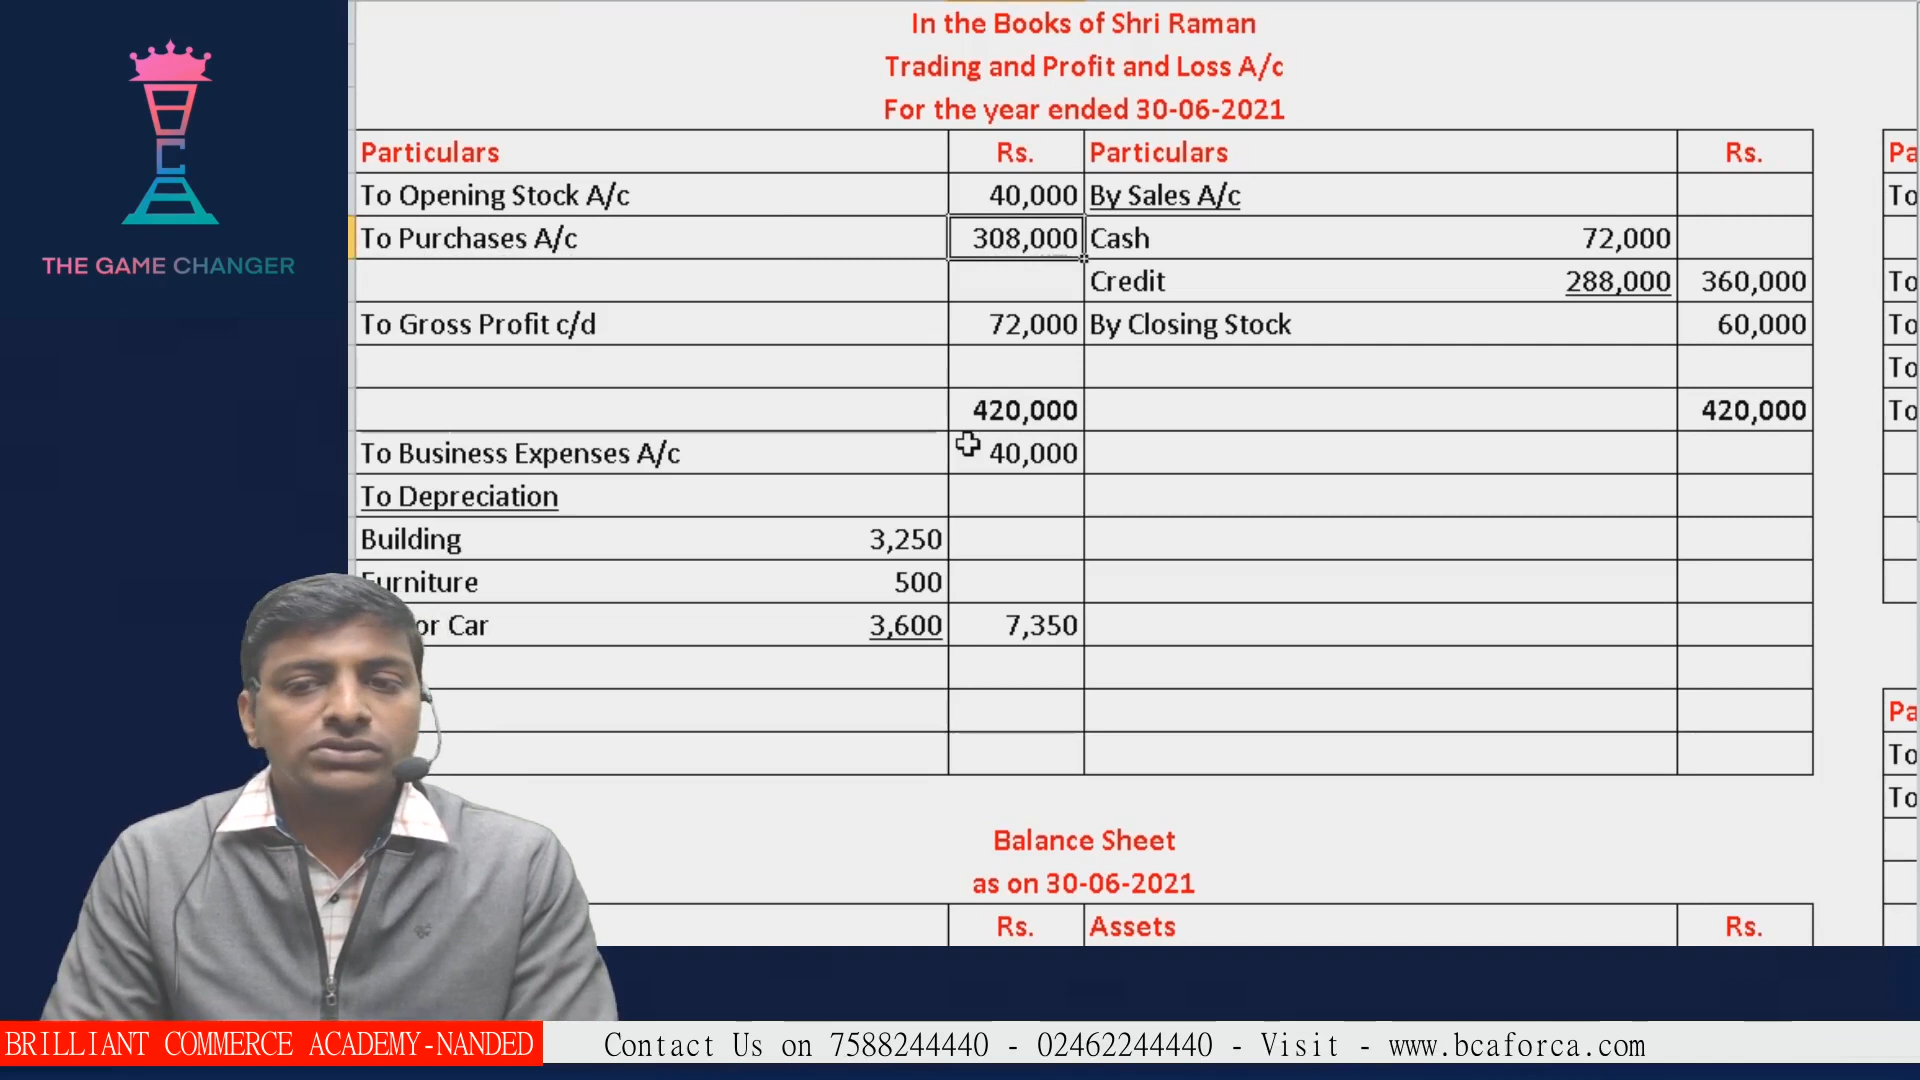 THE GAME CHANGER
In the Books of Shri Raman
Trading and Profit and Loss A/c
For the year ended 30-06-2021
Particulars Rs. Particulars Rs.
To Opening Stock A/c 40,000 By Sales A/c
To Purchases A/c 308,000 Cash 72,000
Credit 288,000 360,000
To Gross Profit c/d 72,000 By Closing Stock 60,000
420,000 420,000
To Business Expenses A/c 40,000
To Depreciation
Building 3,250
Furniture 500
or Car 3,600 7,350
Balance Sheet
as on 30-06-2021
Rs. Assets Rs.
Pa
To
To
To
To
To
Pa
To
To
BRILLIANT COMMERCE ACADEMY-NANDED
Contact Us on 7588244440 - 02462244440 - Visit - www.bcaforca.com